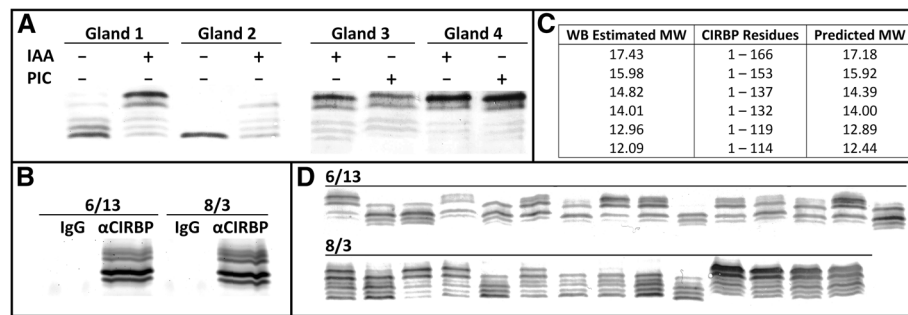 A
Gland 1 Gland 2 Gland 3 Gland 4
IAA – + – + + – + –
PIC – – – – – + – +
B
6/13 8/3
IgG αCIRBP IgG αCIRBP
C
WB Estimated MW CIRBP Residues Predicted MW
17.43 1 – 166 17.18
15.98 1 – 153 15.92
14.82 1 – 137 14.39
14.01 1 – 132 14.00
12.96 1 – 119 12.89
12.09 1 – 114 12.44
D
6/13
8/3